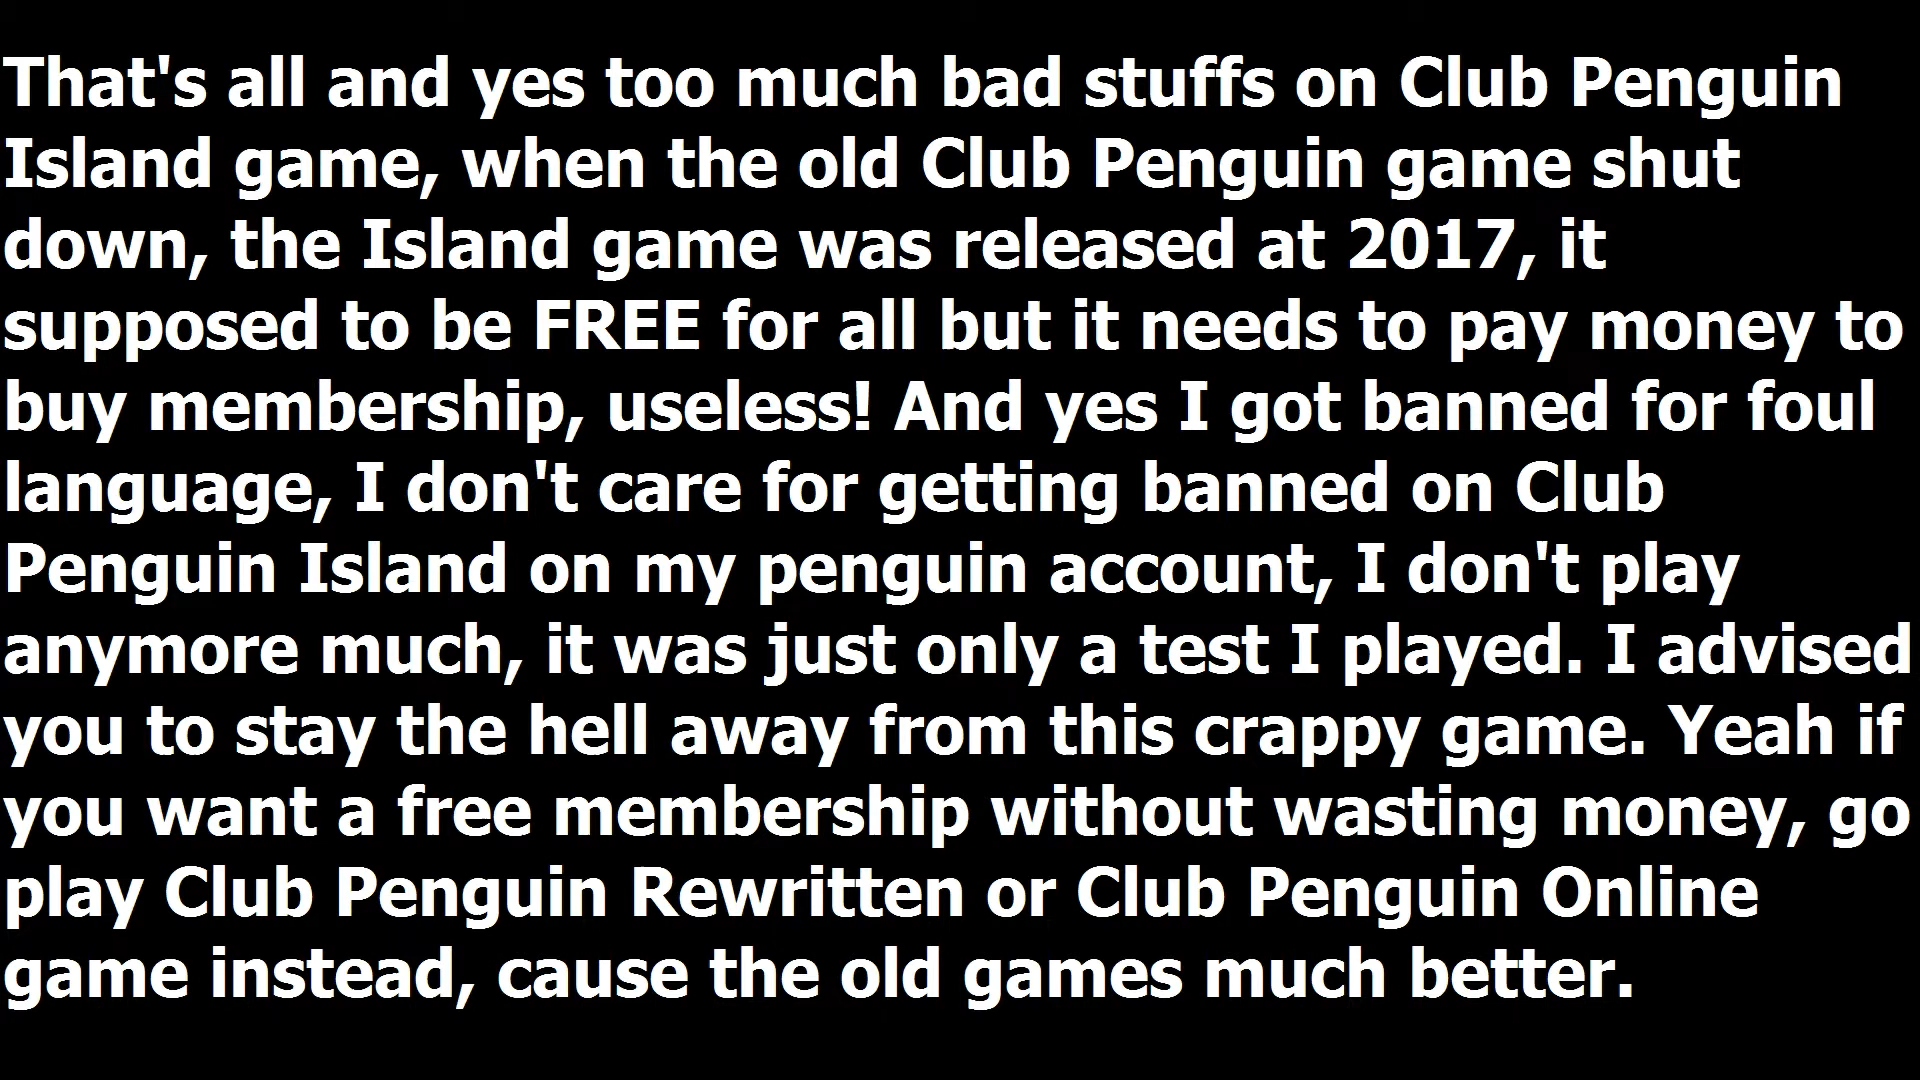 That's all and yes too much bad stuffs on Club Penguin
Island game, when the old Club Penguin game shut
down, the Island game was released at 2017, it
supposed to be FREE for all but it needs to pay money to
buy membership, useless! And yes I got banned for foul
language, I don't care for getting banned on Club
Penguin Island on my penguin account, I don't play
anymore much, it was just only a test I played. I advised
you to stay the hell away from this crappy game. Yeah if
you want a free membership without wasting money, go
play Club Penguin Rewritten or Club Penguin Online
game instead, cause the old games much better.